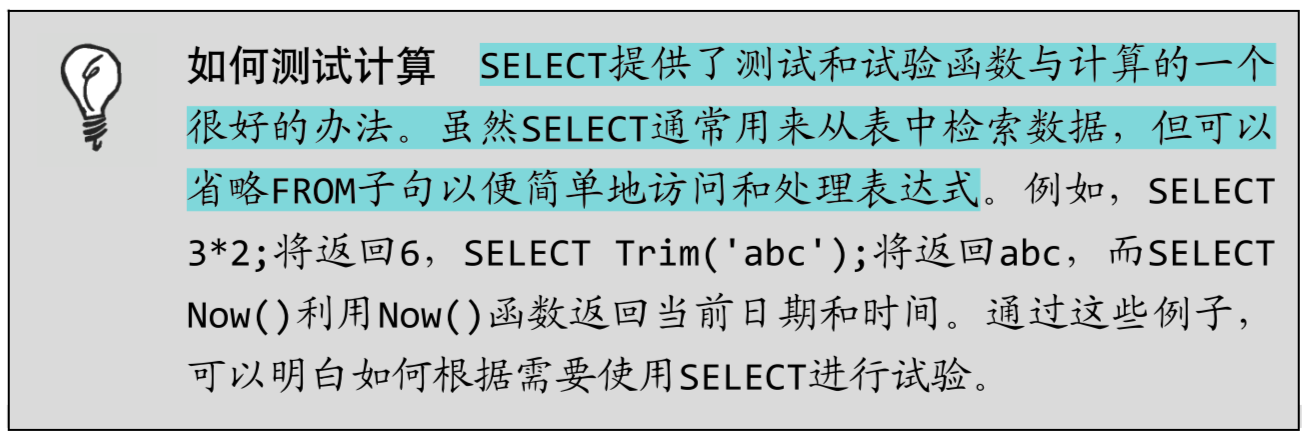 如何测试计算 SELECT提供了测试和试验函数与计算的一个
很好的办法。虽然SELECT通常用来从表中检索数据，但可以
省略FROM子句以便简单地访问和处理表达式。例如，SELECT
3*2;将返回6，SELECT Trim('abc');将返回abc，而SELECT
Now()利用Now()函数返回当前日期和时间。通过这些例子，
可以明白如何根据需要使用SELECT进行试验。